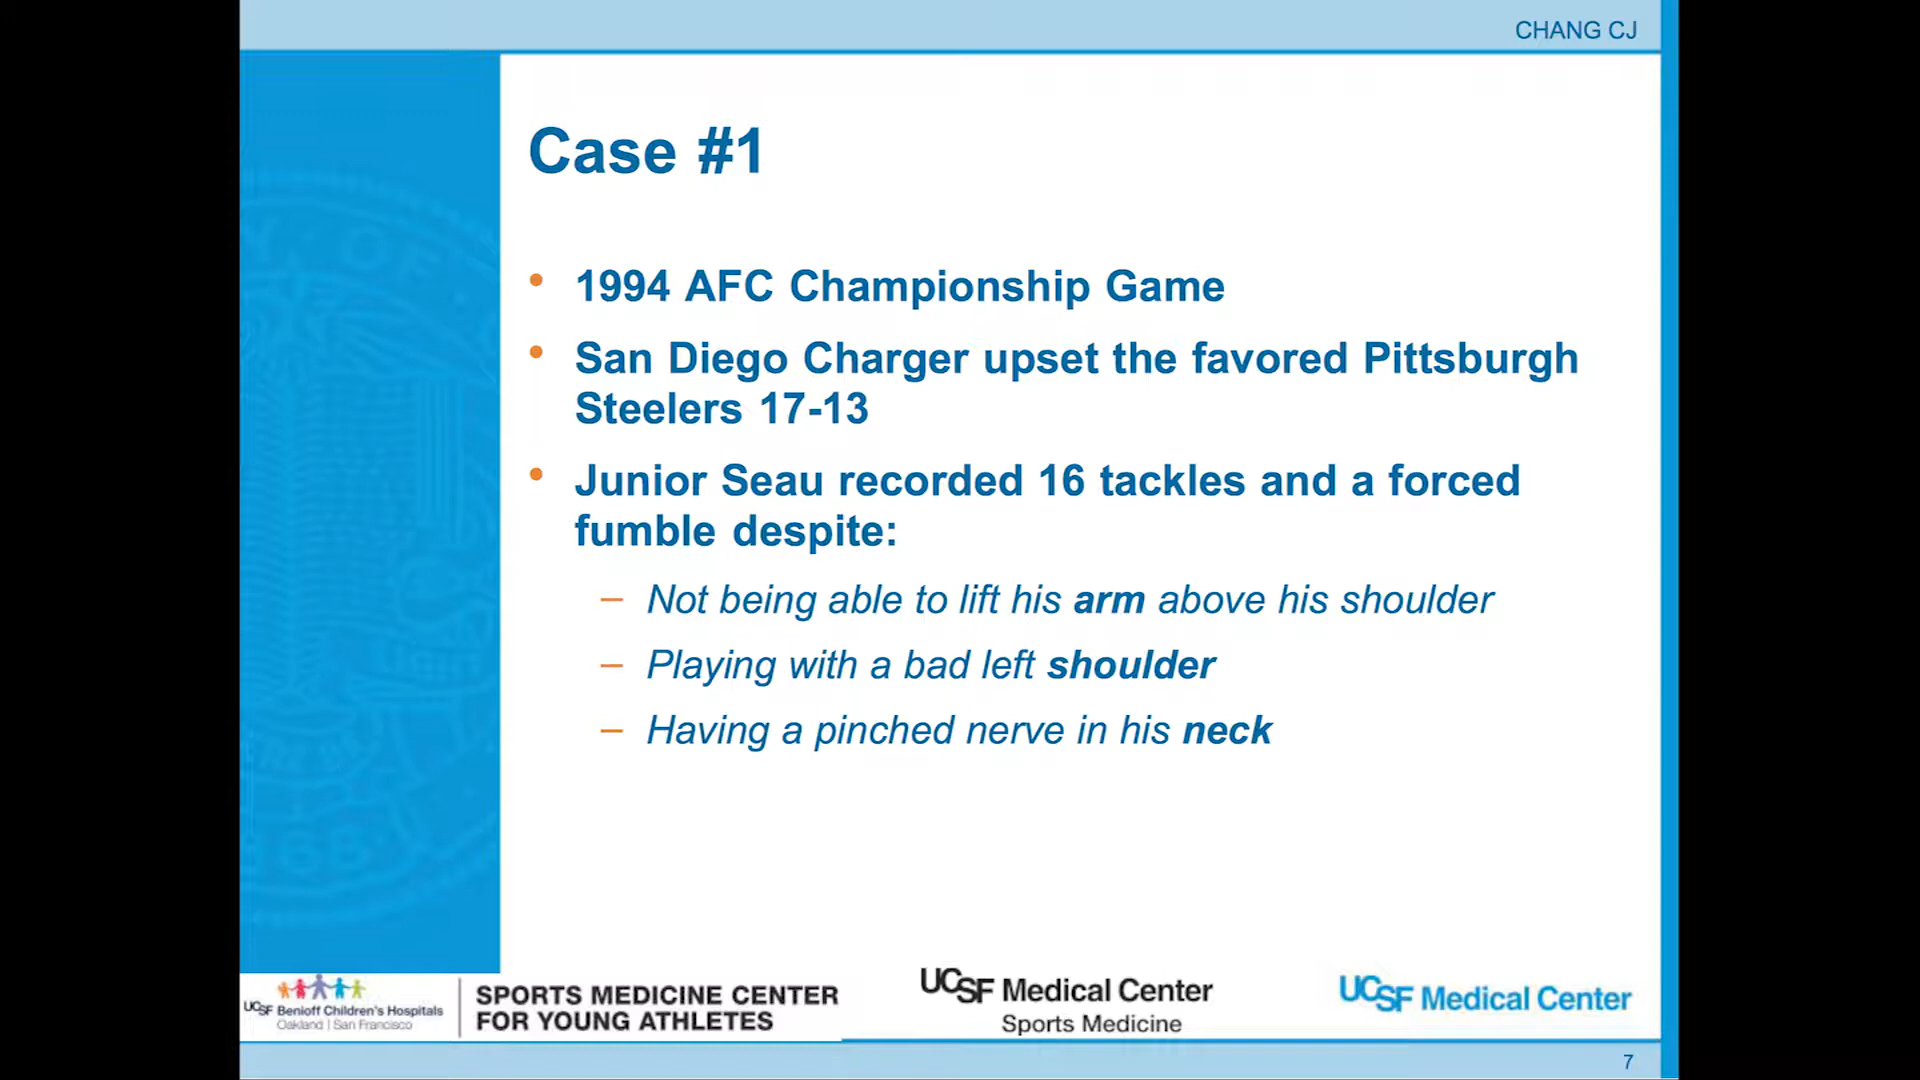 CHANG CJ
Case #1
• 1994 AFC Championship Game
• San Diego Charger upset the favored Pittsburgh
Steelers 17-13
• Junior Seau recorded 16 tackles and a forced
fumble despite:
– Not being able to lift his arm above his shoulder
– Playing with a bad left shoulder
– Having a pinched nerve in his neck
UCSF Benioff Children's Hospitals
Oakland | San Francisco
SPORTS MEDICINE CENTER
FOR YOUNG ATHLETES
UCSF Medical Center
Sports Medicine
UCSF Medical Center
7